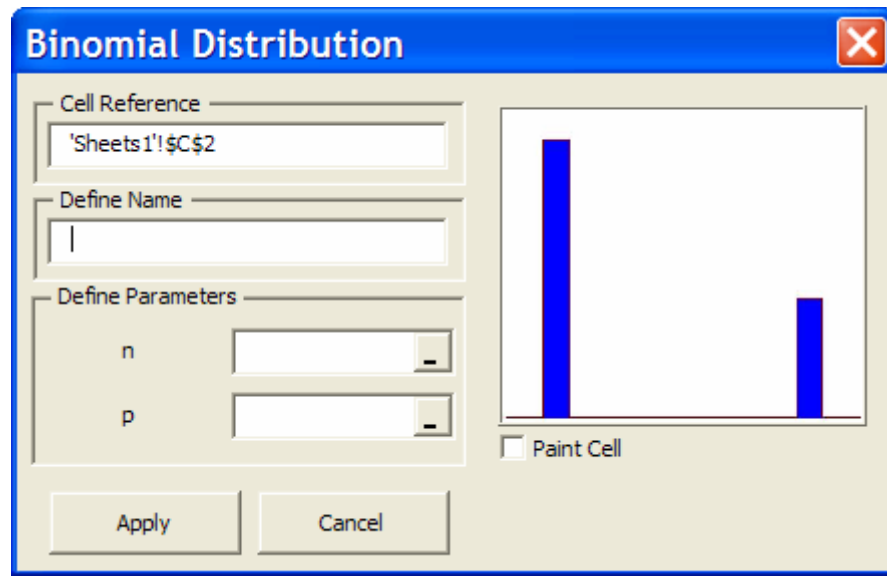 Binomial Distribution
Cell Reference
'Sheets1'!$C$2
Define Name
Define Parameters
n
p
Paint Cell
Apply
Cancel